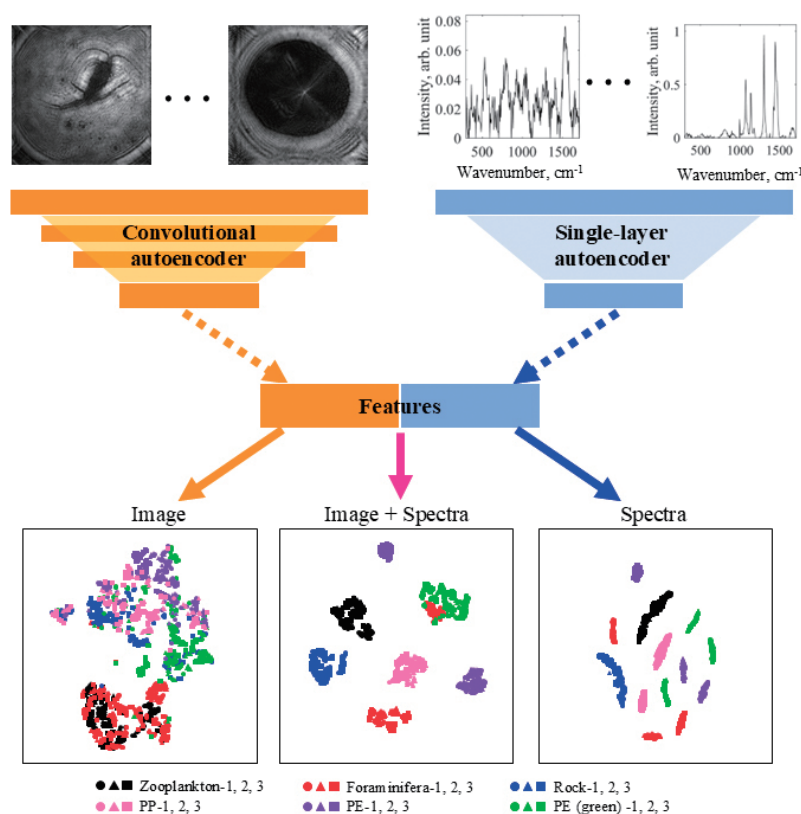 Intensity, arb. unit
0.08
0.06
0.04
0.02
0
500
1000
1500
Wavenumber, cm-1
Intensity, arb. unit
1
0.5
0
500
1000
1500
Wavenumber, cm-1
Convolutional
autoencoder
Single-layer
autoencoder
Features
Image
Image + Spectra
Spectra
Zooplankton-1, 2, 3
Foraminifera-1, 2, 3
Rock-1, 2, 3
PP-1, 2, 3
PE-1, 2, 3
PE (green) -1, 2, 3